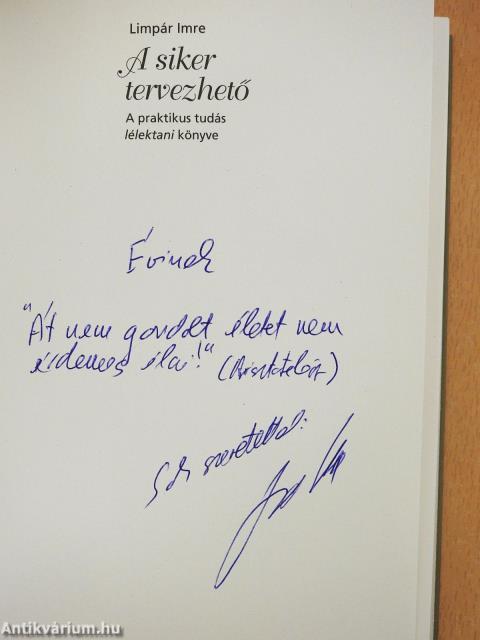 Limpár Imre
A siker
tervezhető
A praktikus tudás
lélektani könyve
Évinek
"Át nem gondolt életet nem
érdemes élni!" (Arisztotelész)
Sok szeretettel:
Antikvárium.hu